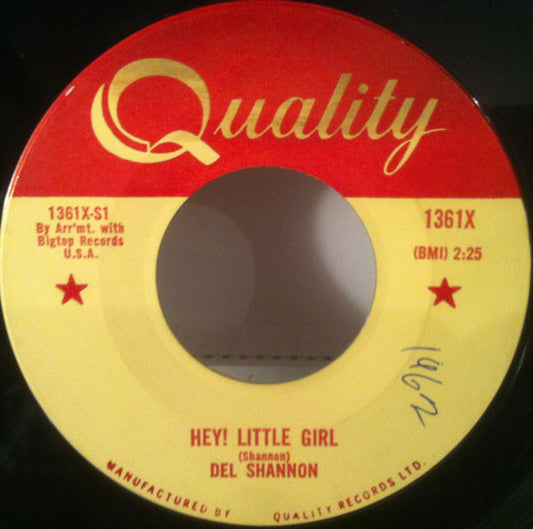 Quality
1361X-S1
By Arr'mt. with
Bigtop Records
U.S.A.
1361X
(BMI) 2:25
1962
HEY! LITTLE GIRL
(Shannon)
DEL SHANNON
MANUFACTURED BY QUALITY RECORDS LTD.